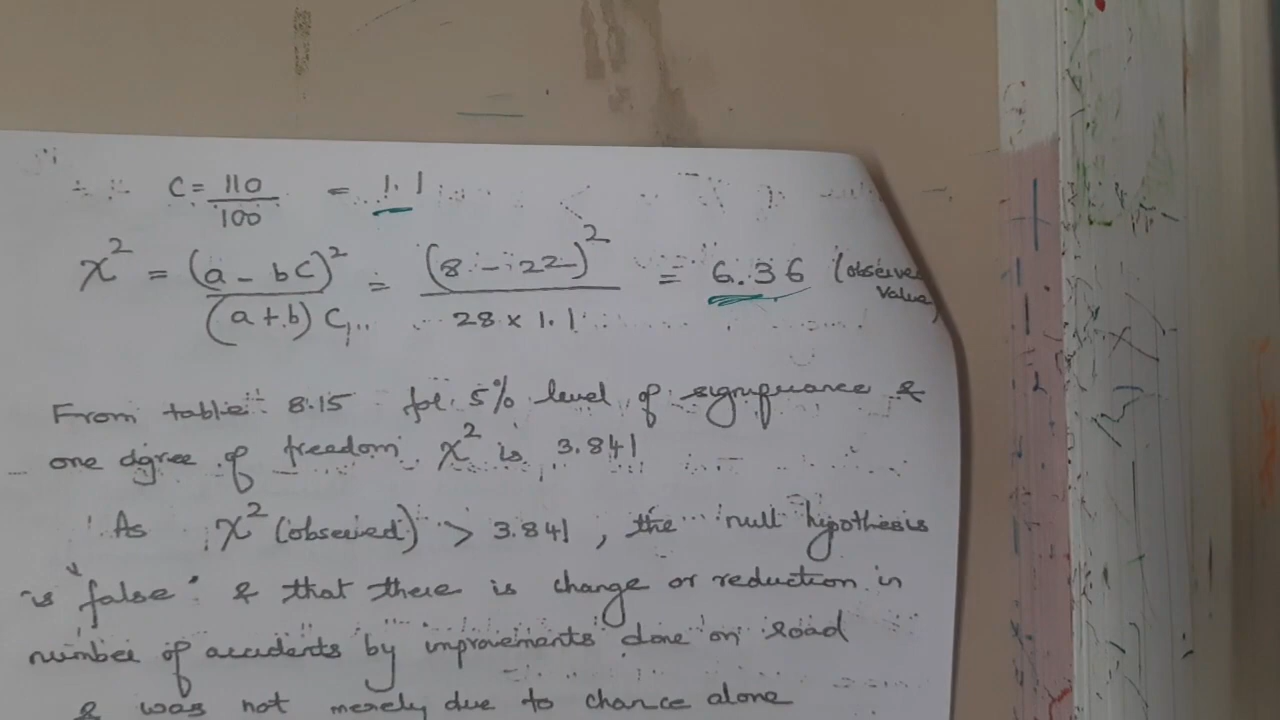 C = 110/100 = 1.1
χ² = (a - bC)²/(a + b) C = (8 - 22)²/28 × 1.1 = 6.36 (observed value)
From table 8.15 for 5% level of significance &
one dgree of freedom χ² is 3.841
As χ² (observed) > 3.841, the null hypothesis
is "false" & that there is change or reduction in
number of accidents by improvements done on road
& was not merely due to chance alone